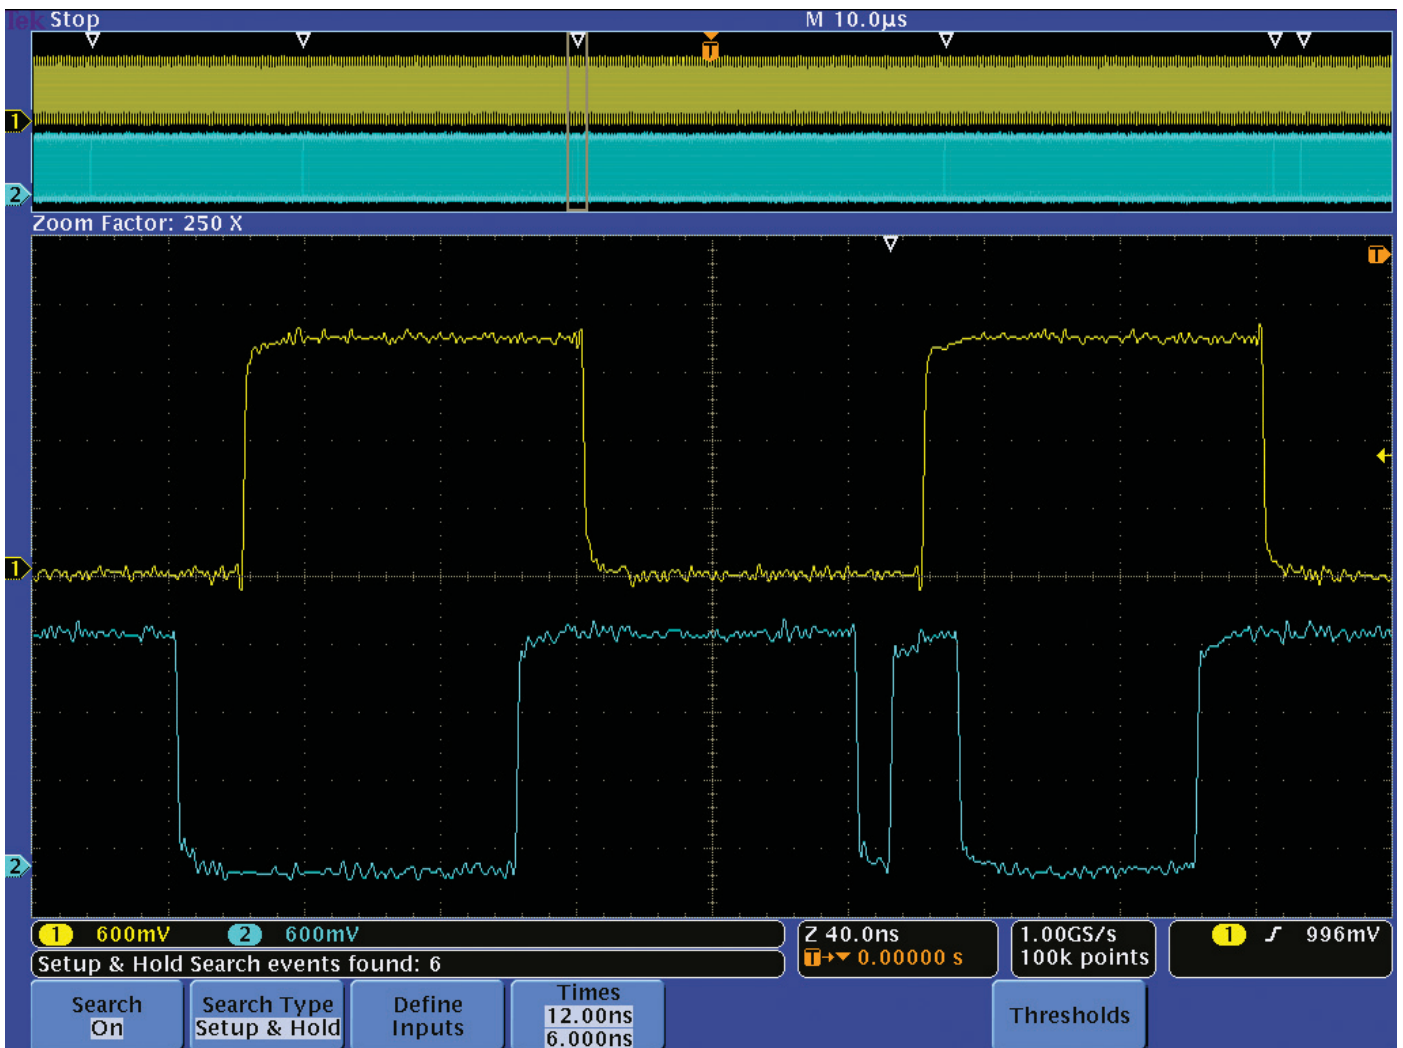 Tek Stop M 10.0µs
T
1
2
Zoom Factor: 250 X
T
1
2
1 600mV 2 600mV
Setup & Hold Search events found: 6
Z 40.0ns
T→▼ 0.00000 s
1.00GS/s
100k points
1 996mV
Search
On
Search Type
Setup & Hold
Define
Inputs
Times
12.00ns
6.000ns
Thresholds